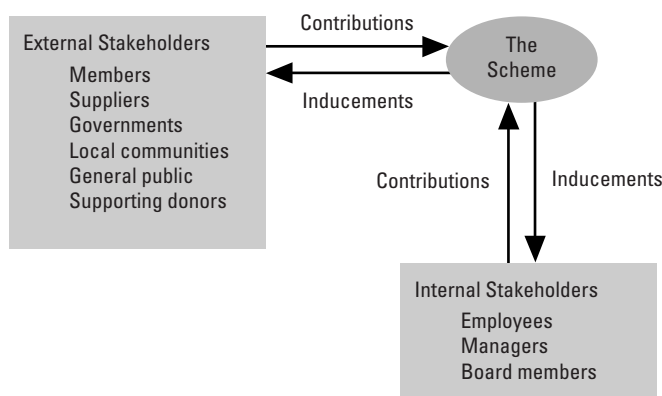 External Stakeholders
Members
Suppliers
Governments
Local communities
General public
Supporting donors
Contributions
Inducements
The
Scheme
Contributions
Inducements
Internal Stakeholders
Employees
Managers
Board members